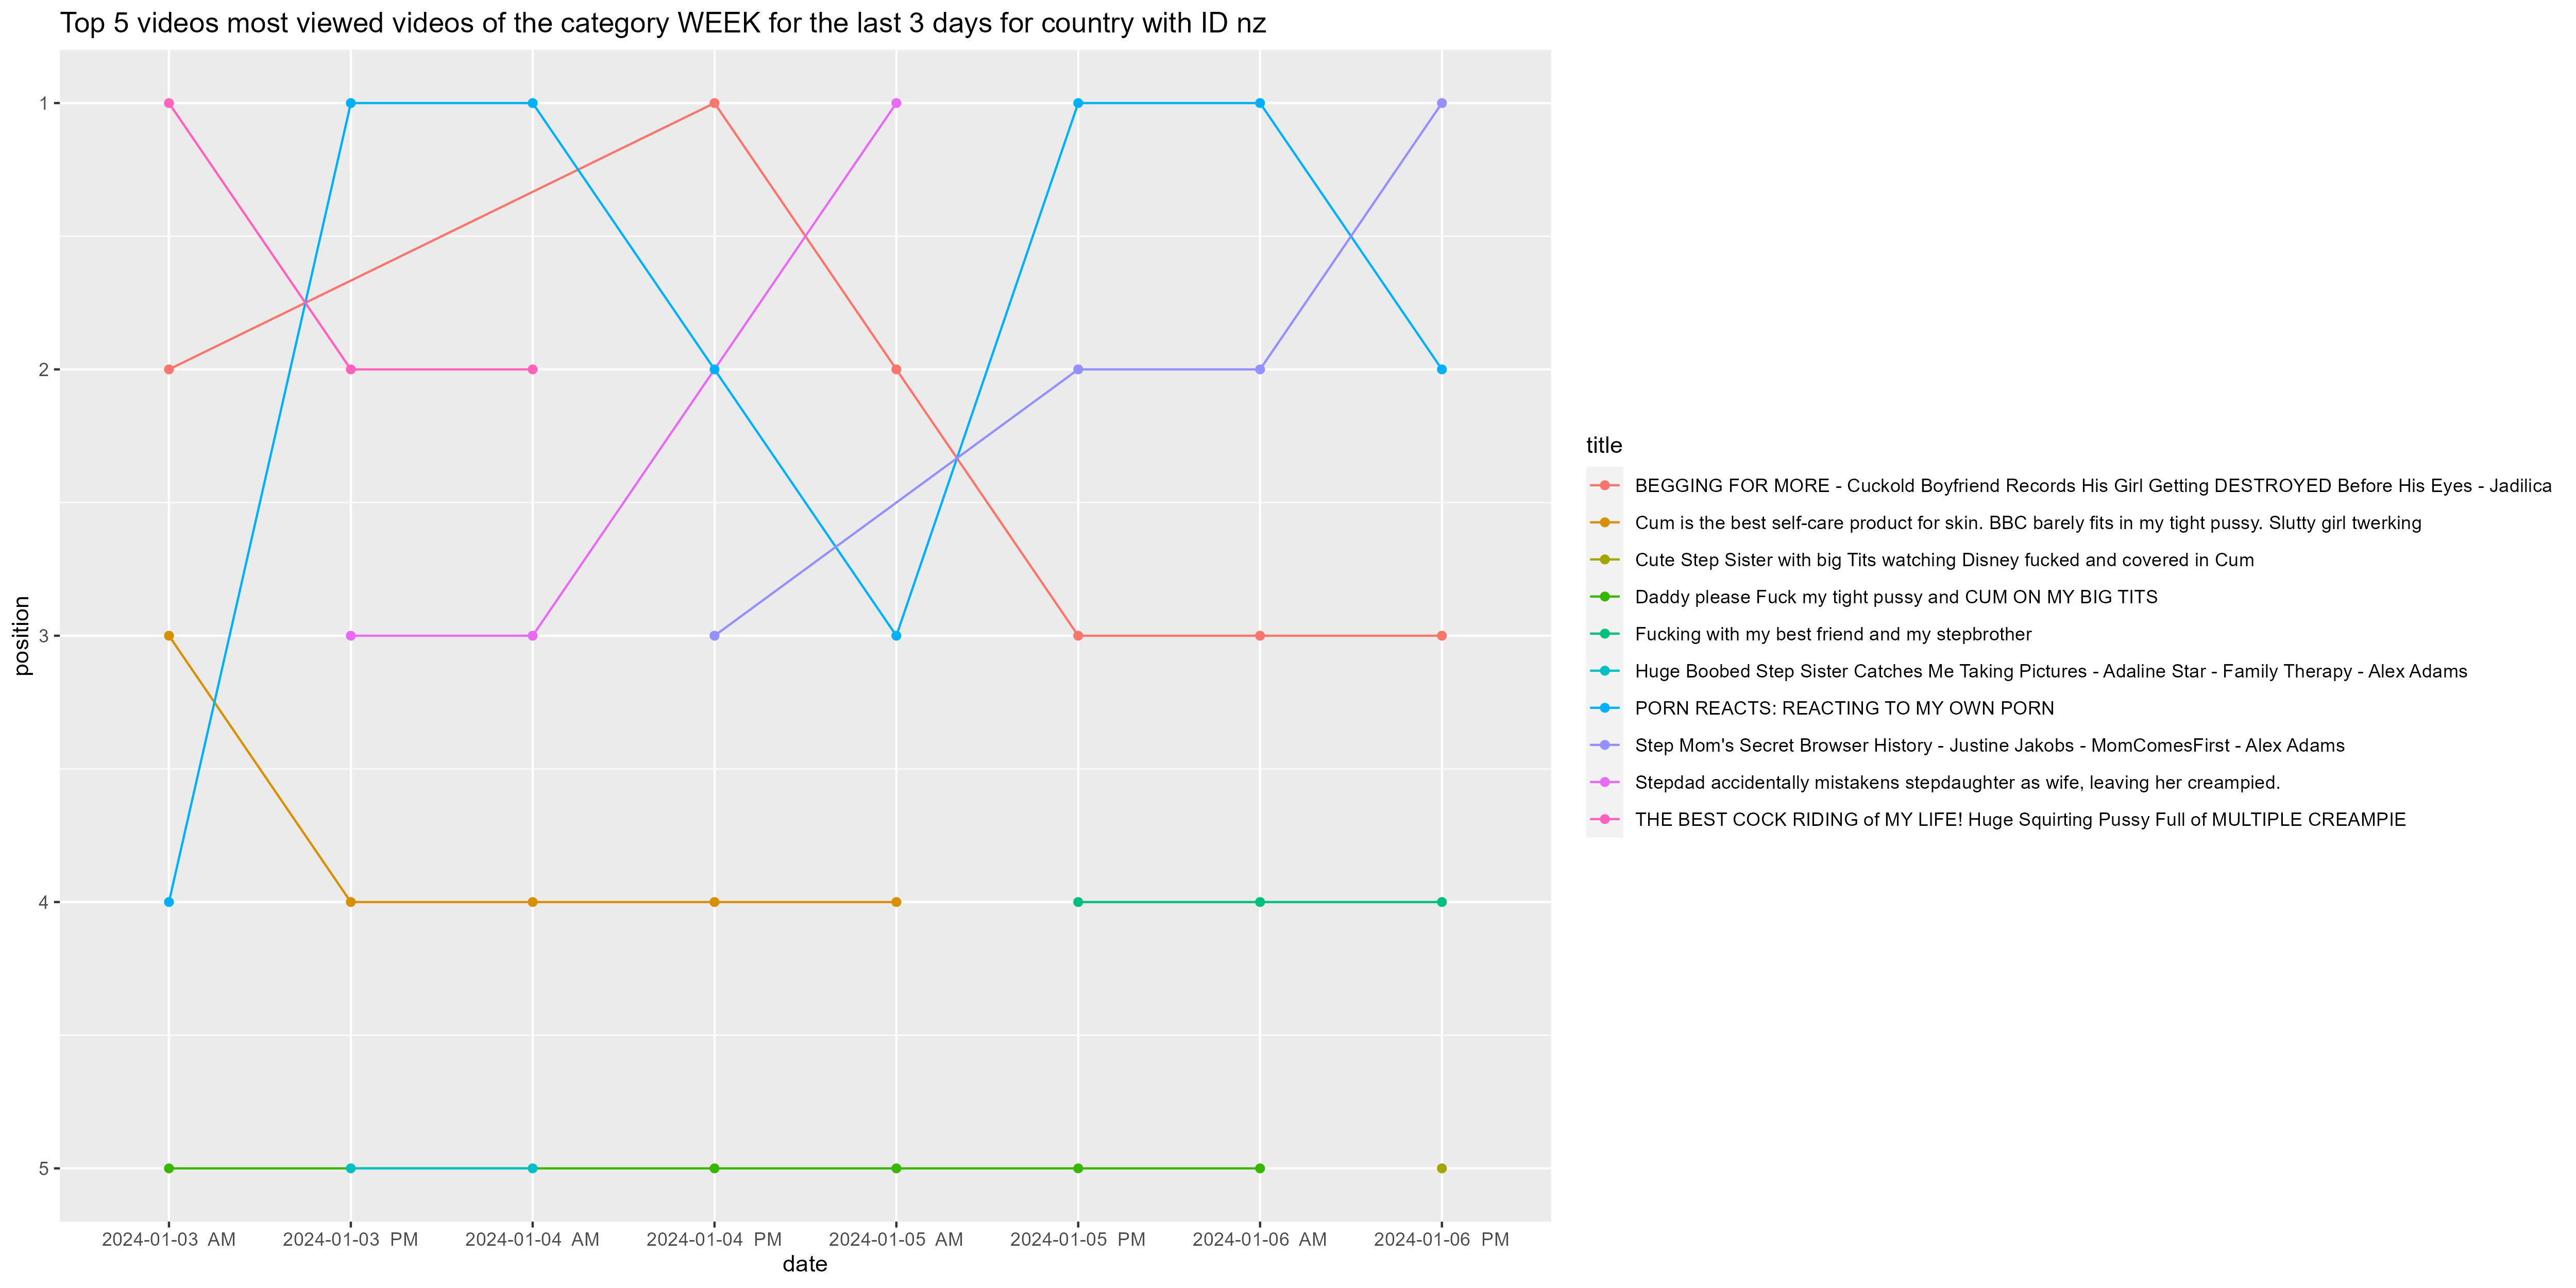 Top 5 videos most viewed videos of the category WEEK for the last 3 days for country with ID nz
position
1
2
3
4
5
2024-01-03 AM
2024-01-03 PM
2024-01-04 AM
2024-01-04 PM
2024-01-05 AM
2024-01-05 PM
2024-01-06 AM
2024-01-06 PM
date
title
BEGGING FOR MORE - Cuckold Boyfriend Records His Girl Getting DESTROYED Before His Eyes - Jadilica
Cum is the best self-care product for skin. BBC barely fits in my tight pussy. Slutty girl twerking
Cute Step Sister with big Tits watching Disney fucked and covered in Cum
Daddy please Fuck my tight pussy and CUM ON MY BIG TITS
Fucking with my best friend and my stepbrother
Huge Boobed Step Sister Catches Me Taking Pictures - Adaline Star - Family Therapy - Alex Adams
PORN REACTS: REACTING TO MY OWN PORN
Step Mom's Secret Browser History - Justine Jakobs - MomComesFirst - Alex Adams
Stepdad accidentally mistakens stepdaughter as wife, leaving her creampied.
THE BEST COCK RIDING of MY LIFE! Huge Squirting Pussy Full of MULTIPLE CREAMPIE